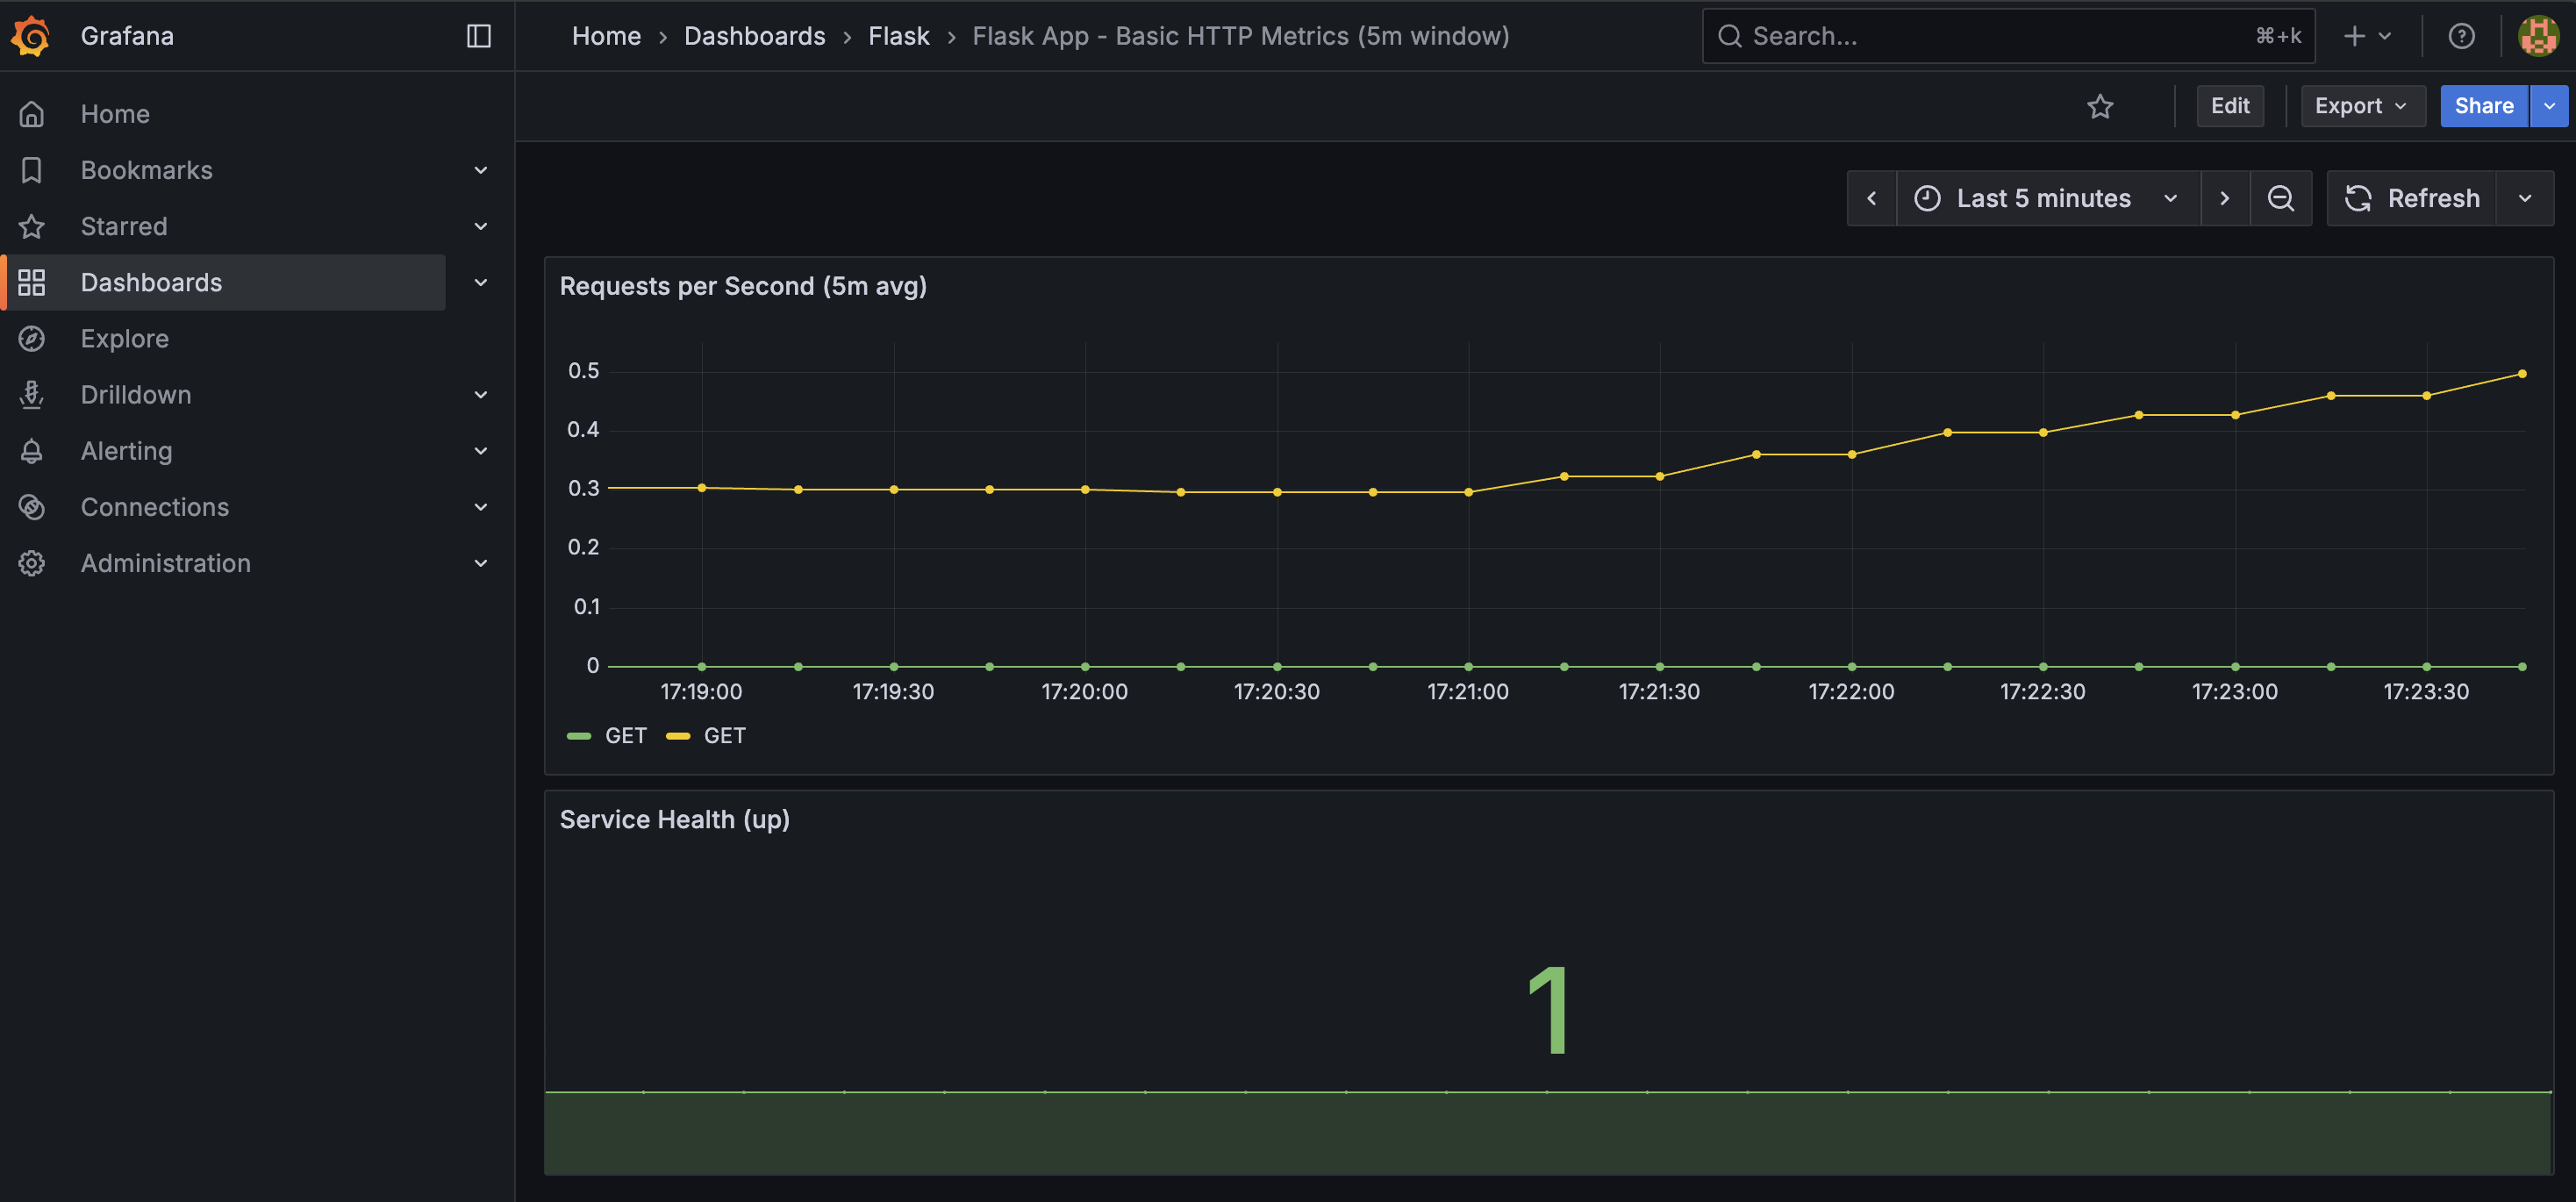 Grafana
Home › Dashboards › Flask › Flask App - Basic HTTP Metrics (5m window)
Search...
⌘+k
Home
Bookmarks
Starred
Dashboards
Explore
Drilldown
Alerting
Connections
Administration
Edit
Export
Share
Last 5 minutes
Refresh
Requests per Second (5m avg)
0.5
0.4
0.3
0.2
0.1
0
17:19:00 17:19:30 17:20:00 17:20:30 17:21:00 17:21:30 17:22:00 17:22:30 17:23:00 17:23:30
GET GET
Service Health (up)
1